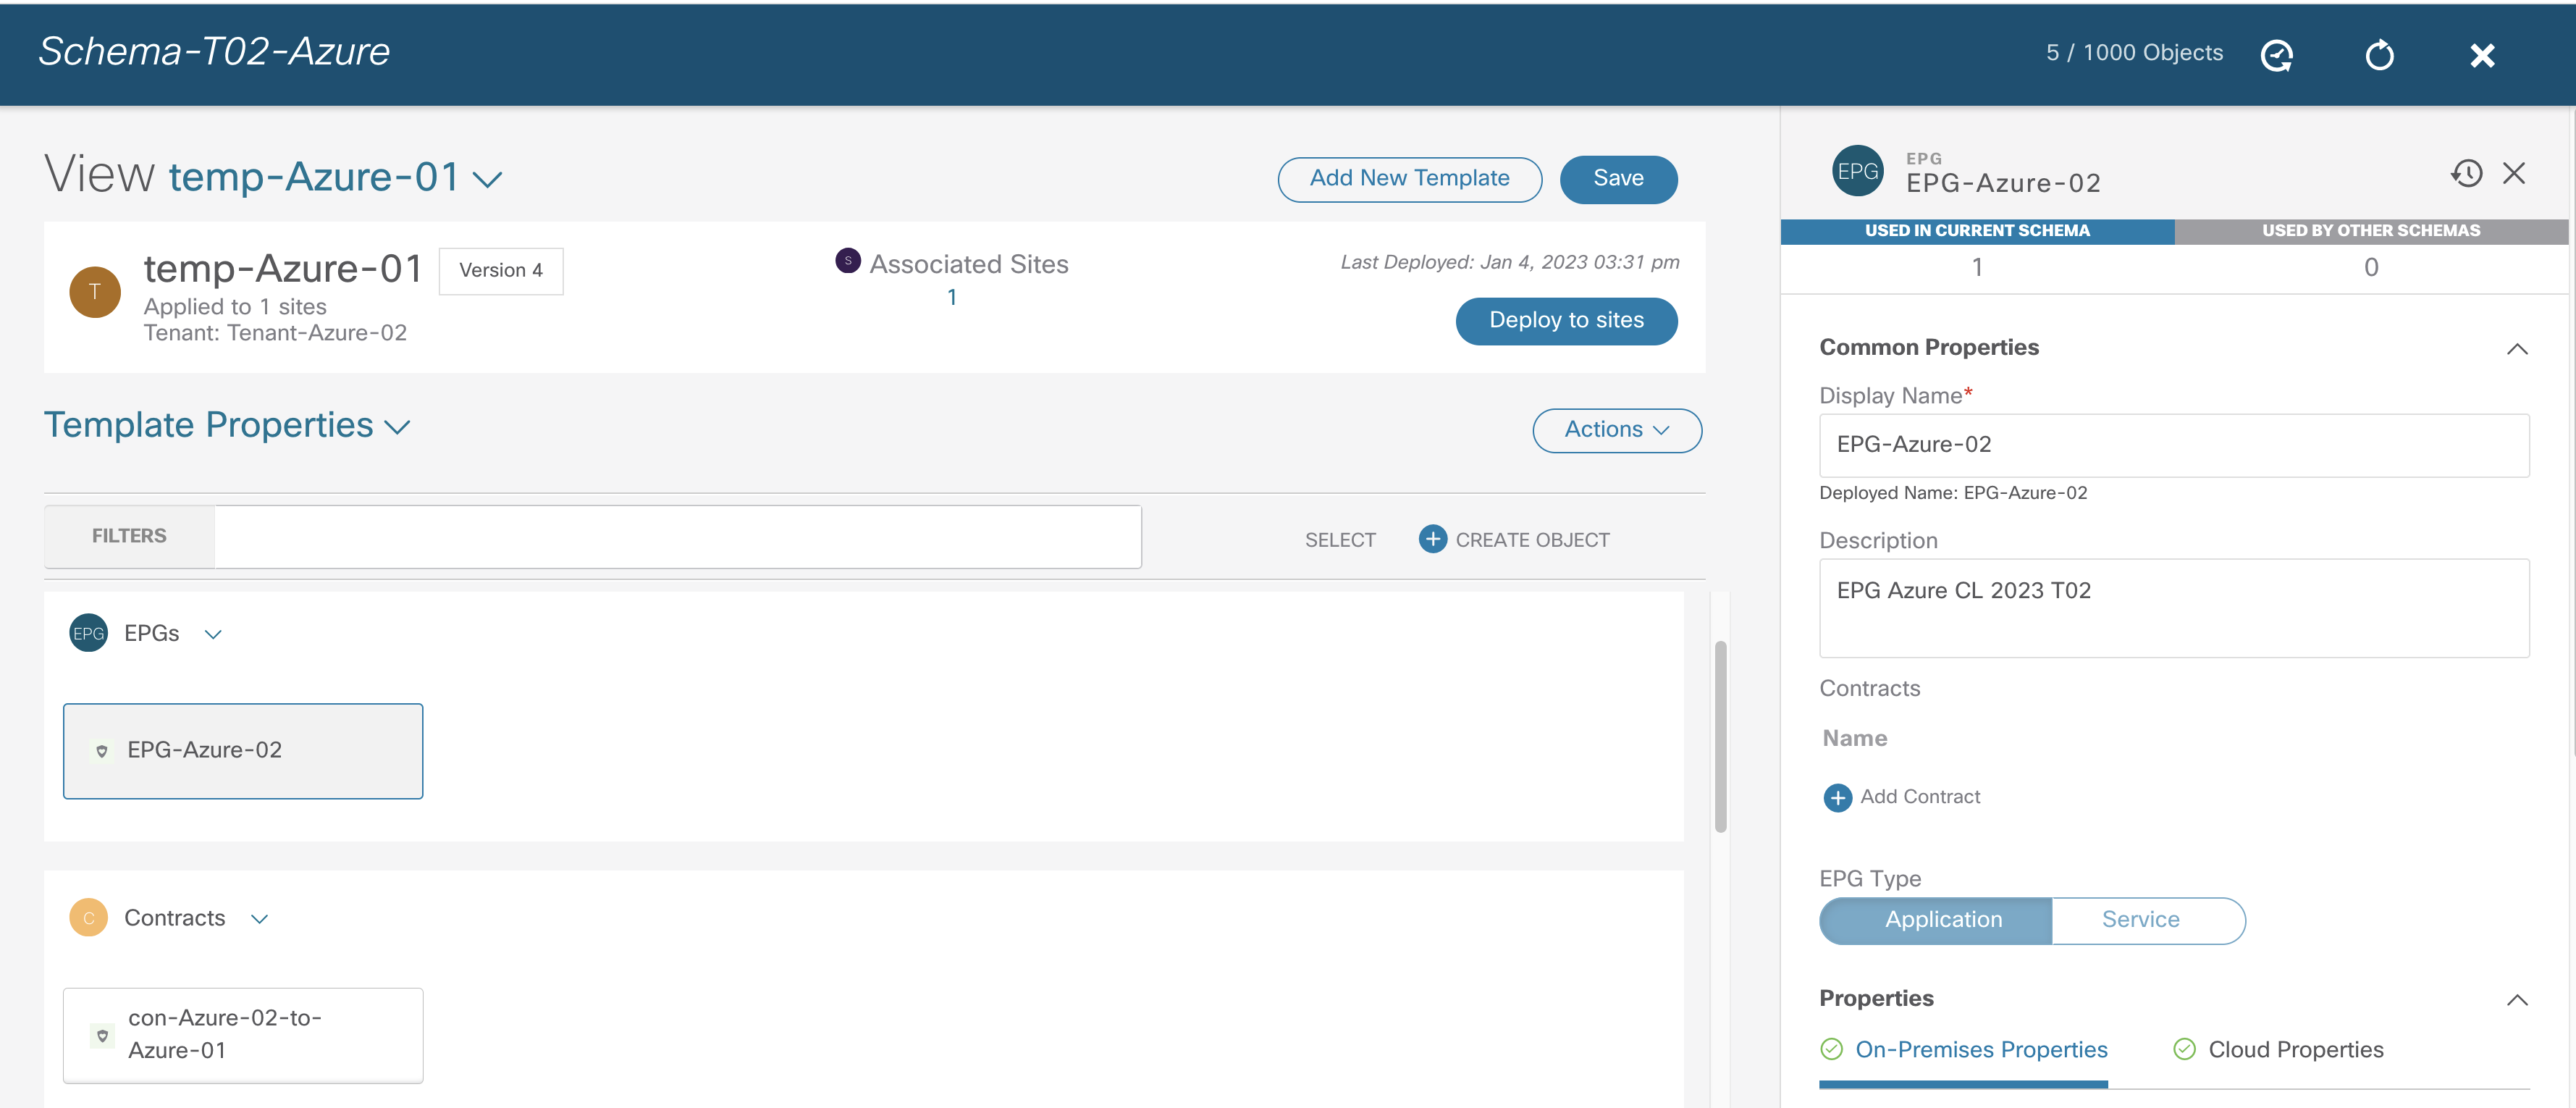 Schema-T02-Azure
5 / 1000 Objects
View temp-Azure-01
Add New Template
Save
T
temp-Azure-01
Version 4
Applied to 1 sites
Tenant: Tenant-Azure-02
S
Associated Sites
1
Last Deployed: Jan 4, 2023 03:31 pm
Deploy to sites
Template Properties
Actions
FILTERS
SELECT
CREATE OBJECT
EPG
EPGs
EPG-Azure-02
C
Contracts
con-Azure-02-to-
Azure-01
EPG
EPG
EPG-Azure-02
USED IN CURRENT SCHEMA
USED BY OTHER SCHEMAS
1
0
Common Properties
Display Name*
EPG-Azure-02
Deployed Name: EPG-Azure-02
Description
EPG Azure CL 2023 T02
Contracts
Name
Add Contract
EPG Type
Application
Service
Properties
On-Premises Properties
Cloud Properties